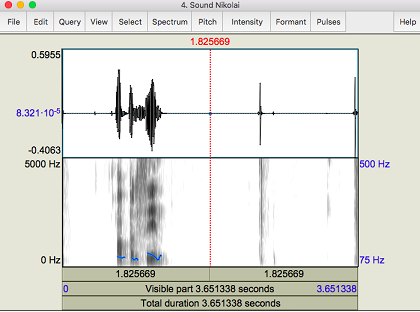 4. Sound Nikolai
File Edit Query View Select Spectrum Pitch Intensity Formant Pulses Help
1.825669
0.5955
8.321·10-5
-0.4063
5000 Hz 500 Hz
0 Hz 75 Hz
1.825669 1.825669
0 Visible part 3.651338 seconds 3.651338
Total duration 3.651338 seconds